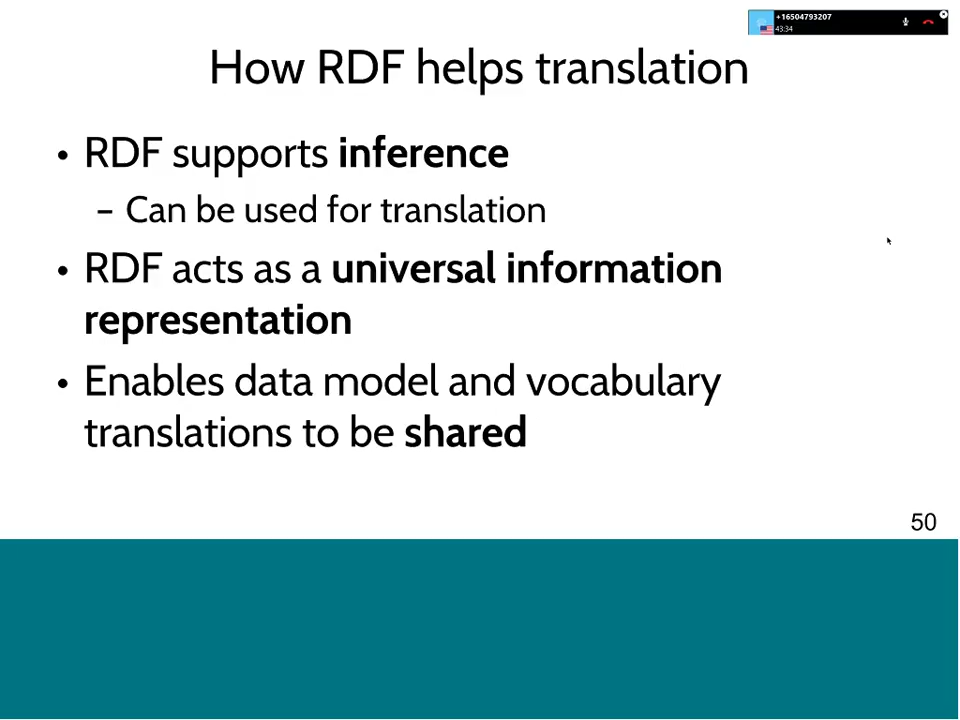 +16504793207
43:34
How RDF helps translation
• RDF supports inference
– Can be used for translation
• RDF acts as a universal information
representation
• Enables data model and vocabulary
translations to be shared
50